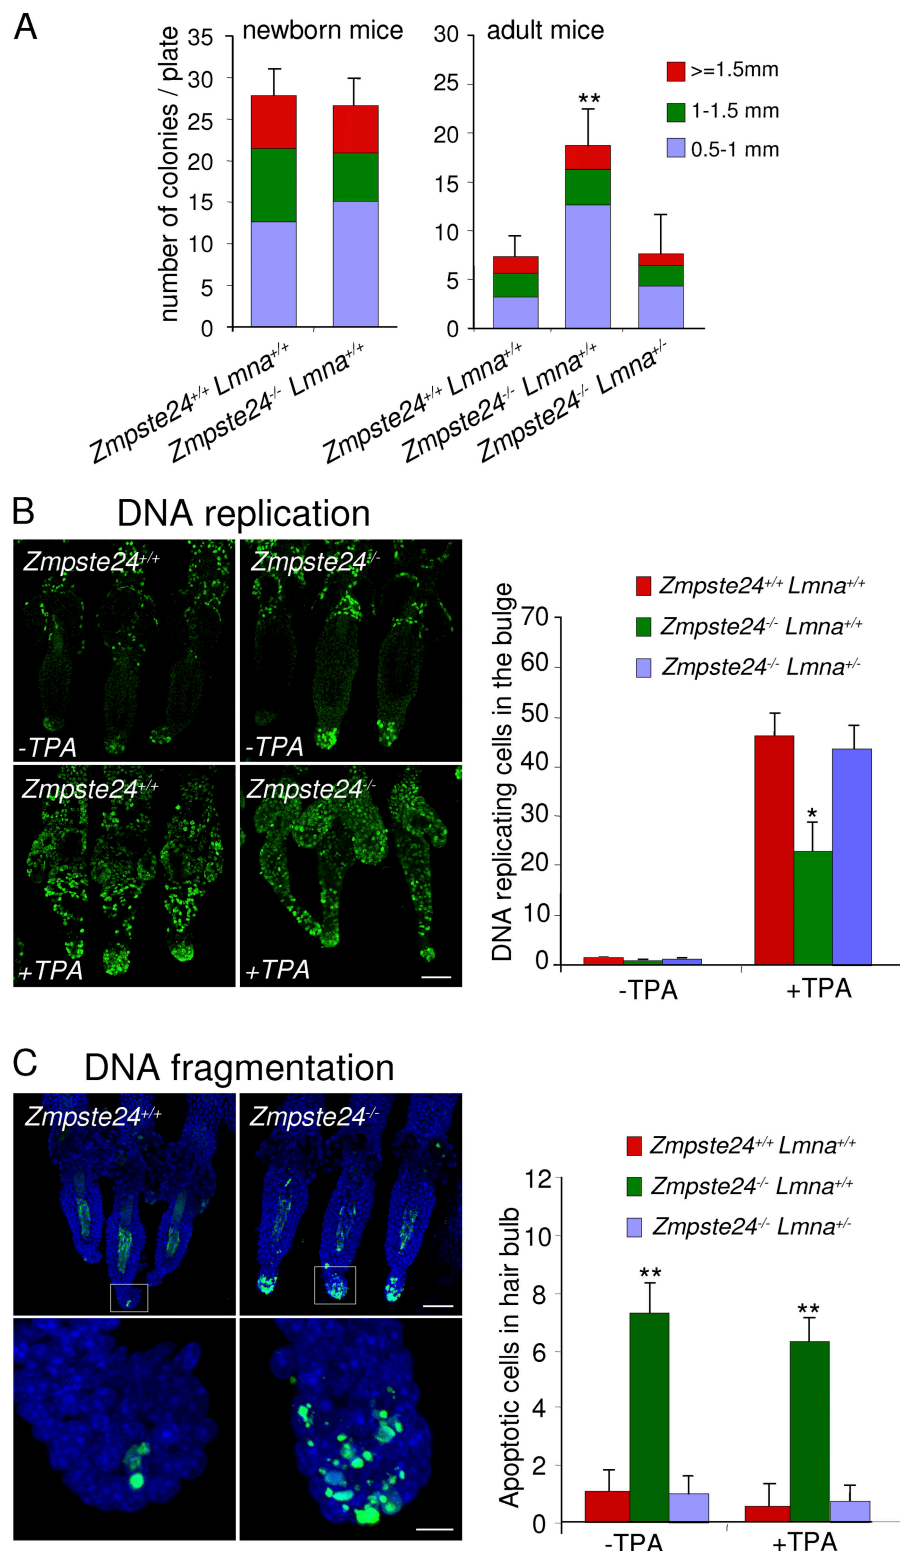 A
newborn mice
adult mice
number of colonies / plate
35
30
25
20
15
10
5
0
30
25
20
15
10
5
0
**
>=1.5mm
1-1.5 mm
0.5-1 mm
Zmpste24+/+ Lmna+/+
Zmpste24-/- Lmna+/+
Zmpste24+/+ Lmna+/+
Zmpste24-/- Lmna+/+
Zmpste24-/- Lmna+/-
B
DNA replication
Zmpste24+/+
Zmpste24-/-
-TPA
-TPA
Zmpste24+/+
Zmpste24-/-
+TPA
+TPA
Zmpste24+/+ Lmna+/+
Zmpste24-/- Lmna+/+
Zmpste24-/- Lmna+/-
DNA replicating cells in the bulge
70
60
50
40
30
20
10
0
*
-TPA
+TPA
C
DNA fragmentation
Zmpste24+/+
Zmpste24-/-
Zmpste24+/+ Lmna+/+
Zmpste24-/- Lmna+/+
Zmpste24-/- Lmna+/-
Apoptotic cells in hair bulb
12
10
8
6
4
2
0
**
**
-TPA
+TPA